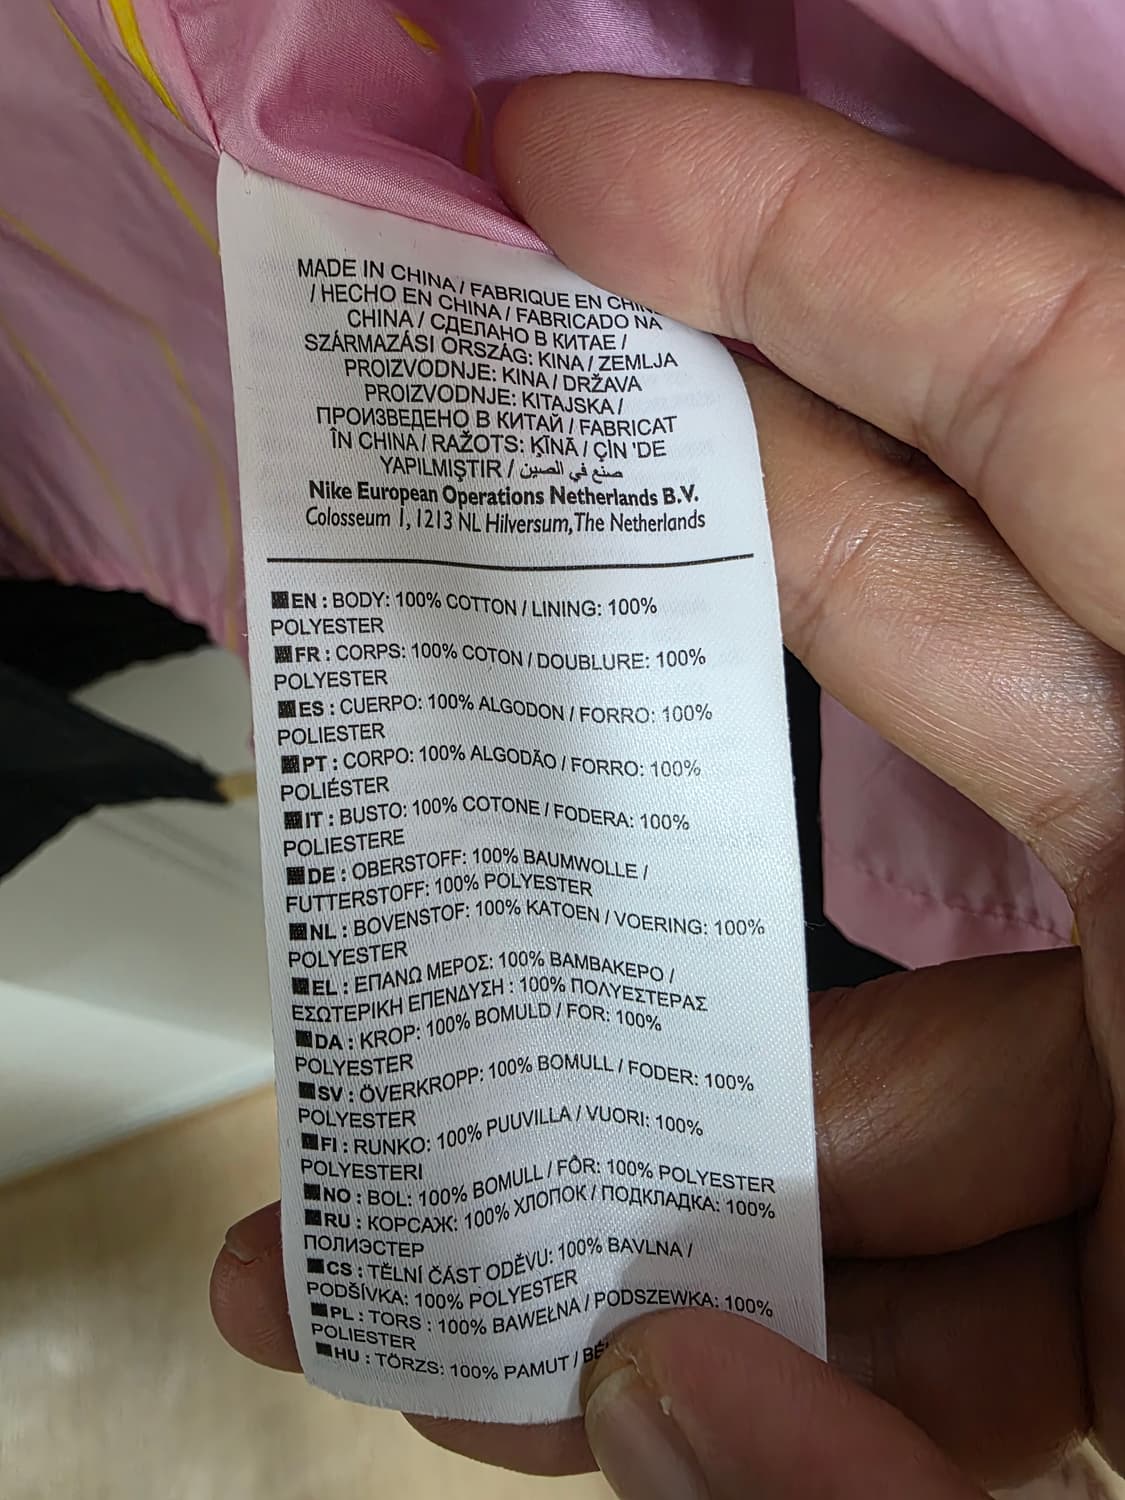 MADE IN CHINA / FABRIQUE EN CHINE
/ HECHO EN CHINA / FABRICADO NA
CHINA / СДЕЛАНО В КИТАЕ /
SZÁRMAZÁSI ORSZÁG: KINA / ZEMLJA
PROIZVODNJE: KINA / DRŽAVA
PROIZVODNJE: KITAJSKA /
ПРОИЗВЕДЕНО В КИТАЙ / FABRICAT
ÎN CHINA / RAŽOTS: ĶĪNĀ / ÇİN 'DE
YAPILMIŞTIR / صنع في الصين
Nike European Operations Netherlands B.V.
Colosseum 1, 1213 NL Hilversum, The Netherlands
EN : BODY: 100% COTTON / LINING: 100%
POLYESTER
FR : CORPS: 100% COTON / DOUBLURE: 100%
POLYESTER
ES : CUERPO: 100% ALGODON / FORRO: 100%
POLIESTER
PT : CORPO: 100% ALGODÃO / FORRO: 100%
POLIÉSTER
IT : BUSTO: 100% COTONE / FODERA: 100%
POLIESTERE
DE : OBERSTOFF: 100% BAUMWOLLE /
FUTTERSTOFF: 100% POLYESTER
NL : BOVENSTOF: 100% KATOEN / VOERING: 100%
POLYESTER
EL : ΕΠΑΝΩ ΜΕΡΟΣ: 100% ΒΑΜΒΑΚΕΡΟ /
ΕΣΩΤΕΡΙΚΗ ΕΠΕΝΔΥΣΗ : 100% ΠΟΛΥΕΣΤΕΡΑΣ
DA : KROP: 100% BOMULD / FOR: 100%
POLYESTER
SV : ÖVERKROPP: 100% BOMULL / FODER: 100%
POLYESTER
FI : RUNKO: 100% PUUVILLA / VUORI: 100%
POLYESTERI
NO : BOL: 100% BOMULL / FÔR: 100% POLYESTER
RU : КОРСАЖ: 100% ХЛОПОК / ПОДКЛАДКА: 100%
ПОЛИЭСТЕР
CS : TĚLNÍ ČÁST ODĚVU: 100% BAVLNA /
PODŠÍVKA: 100% POLYESTER
PL : TORS : 100% BAWEŁNA / PODSZEWKA: 100%
POLIESTER
HU : TÖRZS: 100% PAMUT /